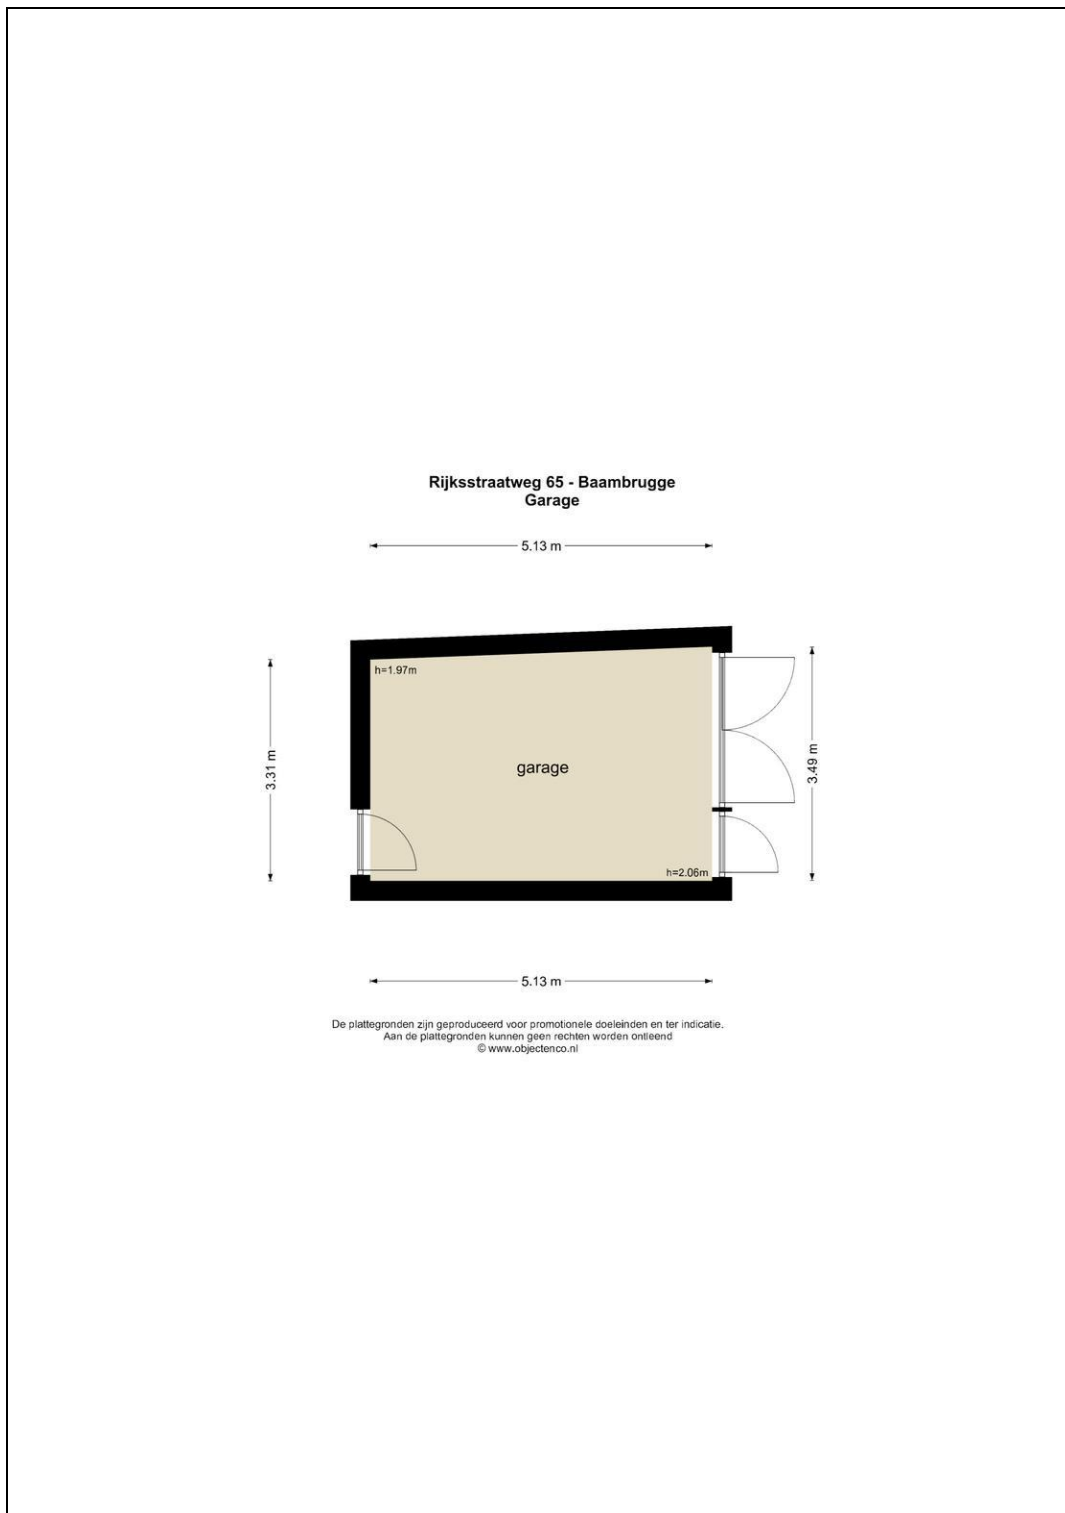 Rijksstraatweg 65 - Baambrugge
Garage
5.13 m
h=1.97m
3.31 m
garage
3.49 m
h=2.06m
5.13 m
De plattegronden zijn geproduceerd voor promotionele doeleinden en ter indicatie.
Aan de plattegronden kunnen geen rechten worden ontleend
© www.objectenco.nl